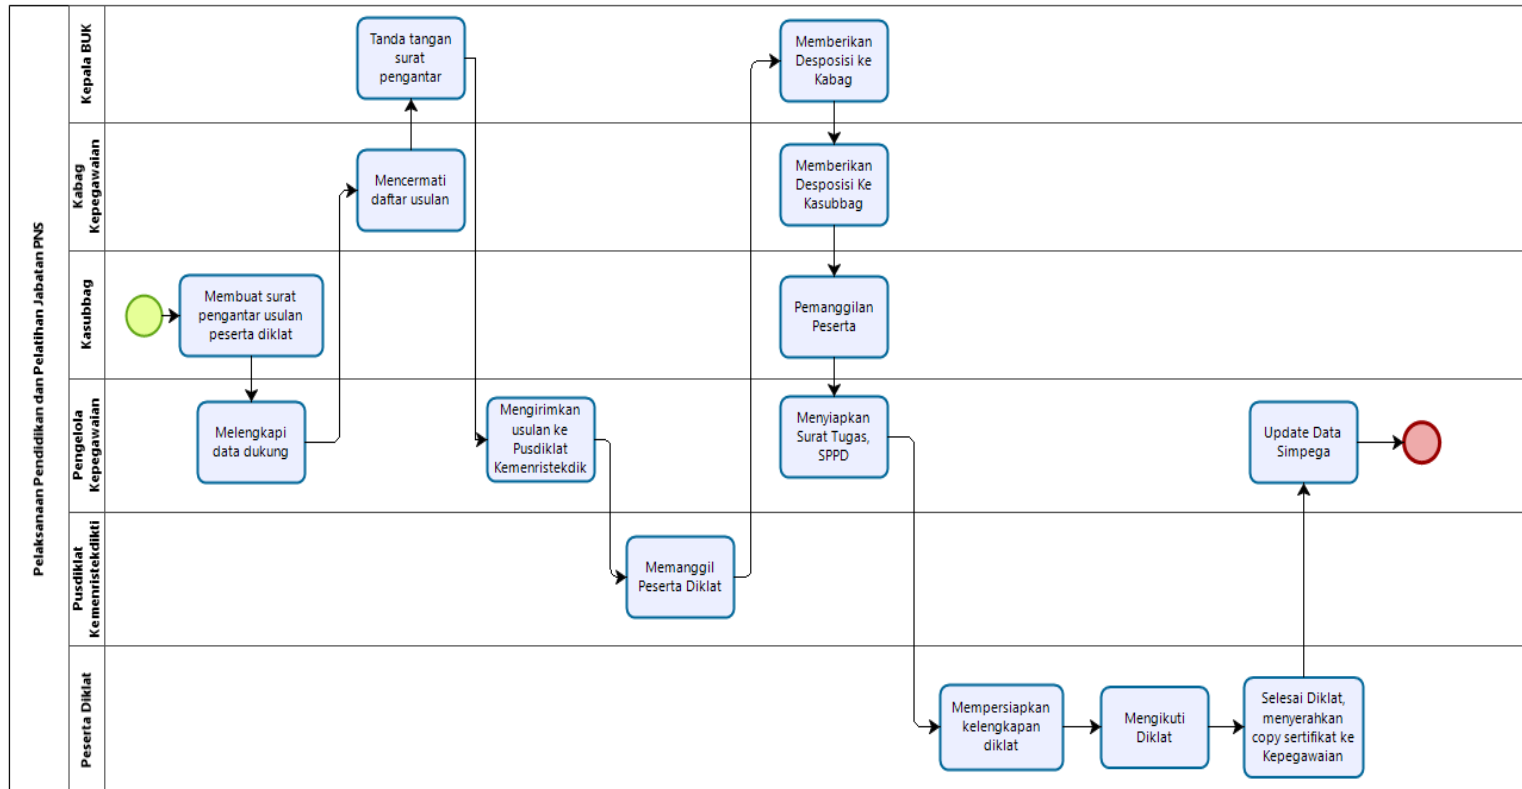 Pelaksanaan Pendidikan dan Pelatihan Jabatan PNS
Kepala BUK
Tanda tangan
surat
pengantar
Memberikan
Desposisi ke
Kabag
Kabag
Kepegawaian
Mencermati
daftar usulan
Memberikan
Desposisi Ke
Kasubbag
Kasubbag
Membuat surat
pengantar usulan
peserta diklat
Pemanggilan
Peserta
Pengelola
Kepegawaian
Melengkapi
data dukung
Mengirimkan
usulan ke
Pusdiklat
Kemenristekdik
Menyiapkan
Surat Tugas,
SPPD
Update Data
Simpega
Pusdiklat
Kemenristekdikti
Memanggil
Peserta Diklat
Peserta Diklat
Mempersiapkan
kelengkapan
diklat
Mengikuti
Diklat
Selesai Diklat,
menyerahkan
copy sertifikat ke
Kepegawaian